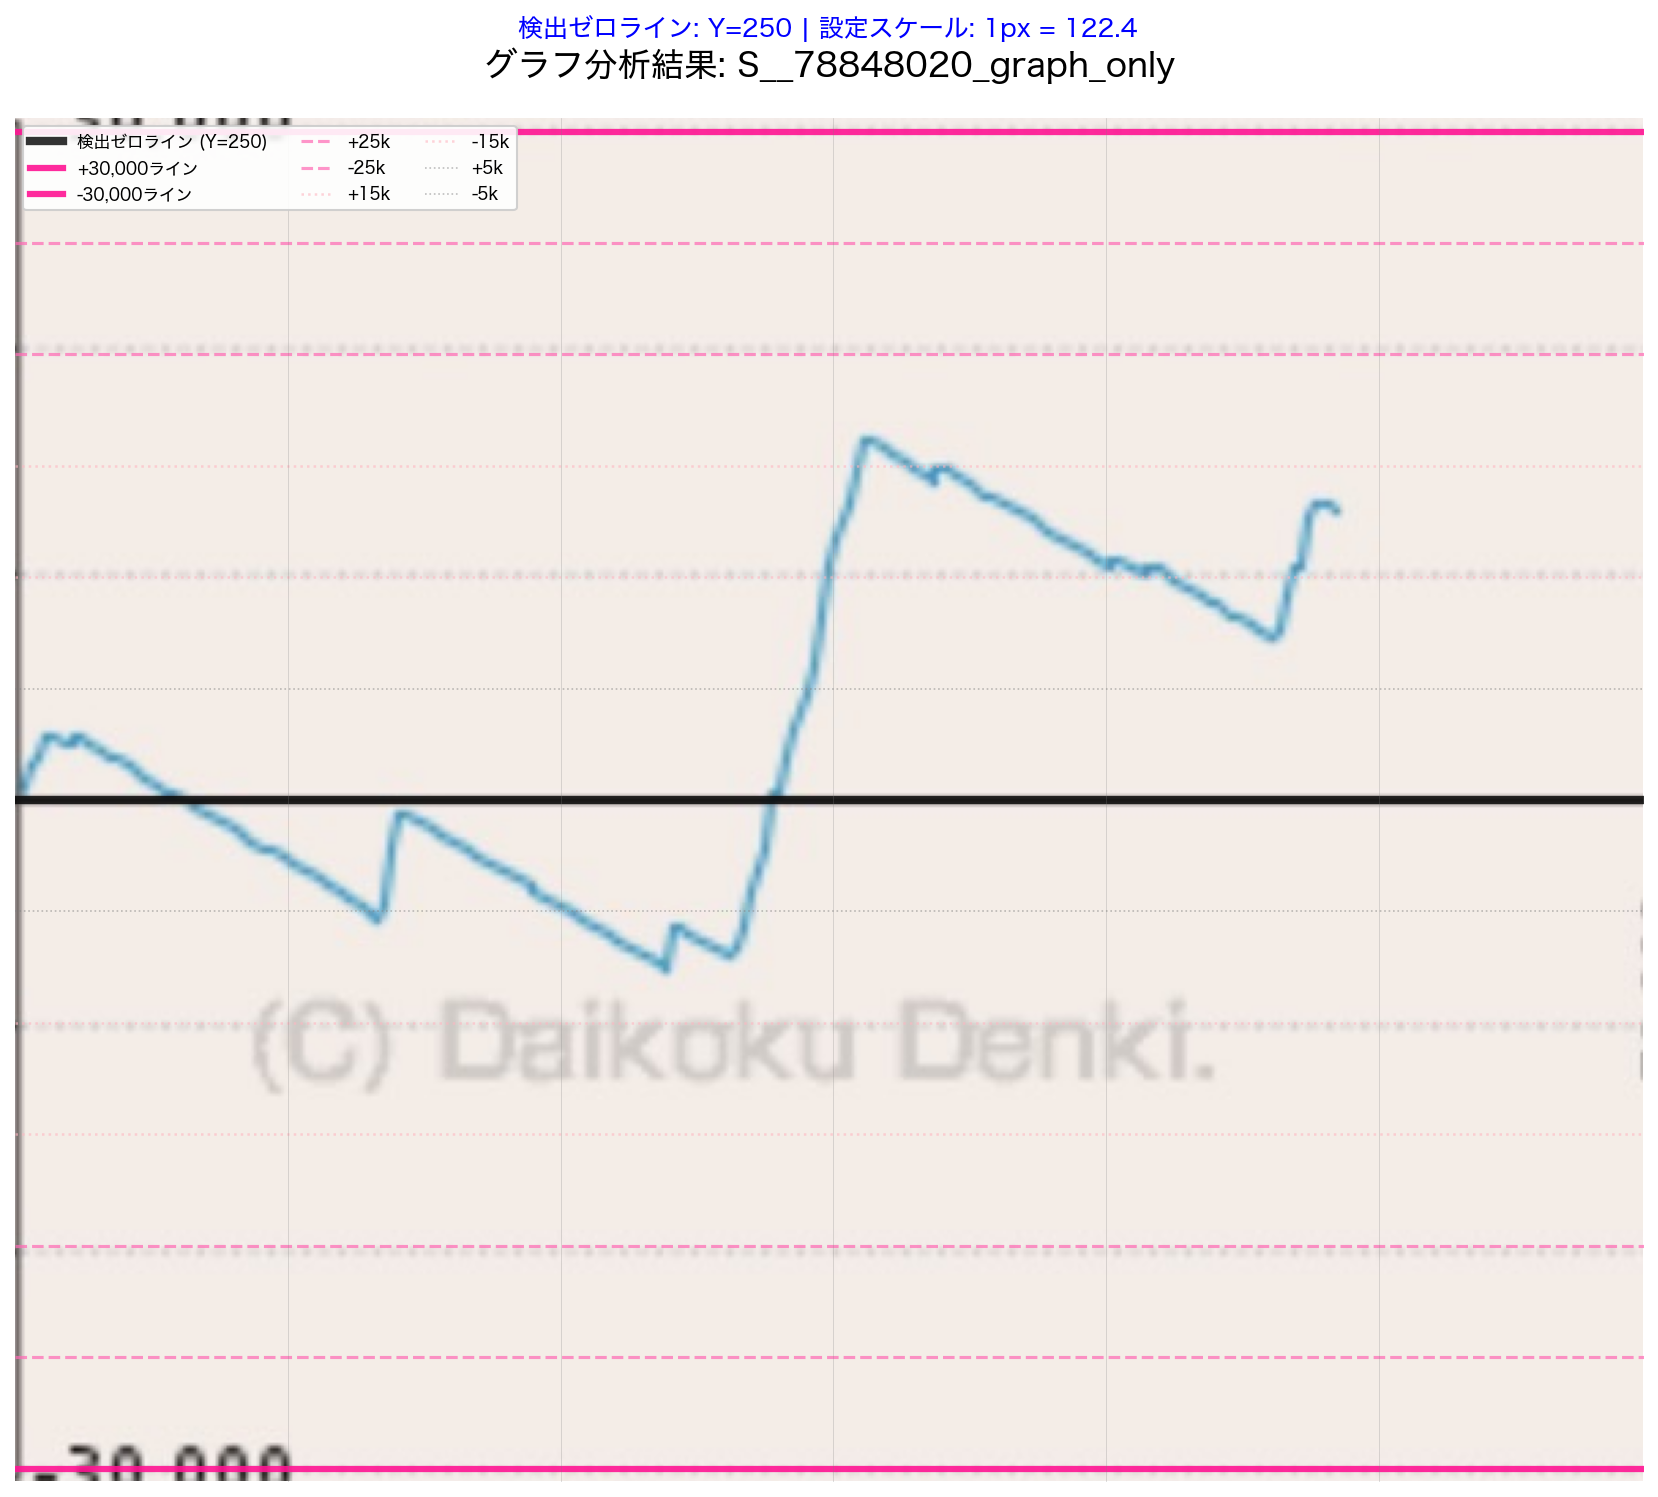 検出ゼロライン: Y=250 | 設定スケール: 1px = 122.4
グラフ分析結果: S__78848020_graph_only
検出ゼロライン (Y=250)
+30,000ライン
-30,000ライン
+25k
-25k
+15k
-15k
+5k
-5k
(C) Daikoku Denki.
-30,000